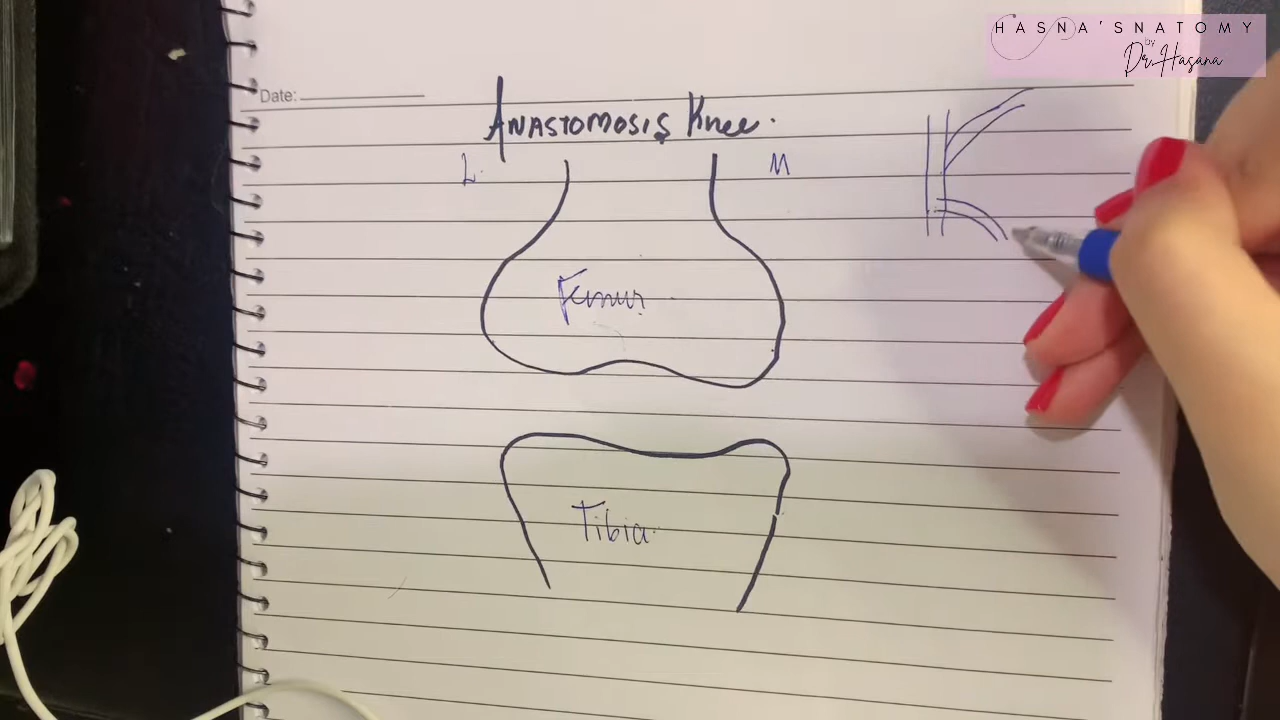 HASNA'SNATOMY
by
Dr.Hasana
Date:
ANASTOMOSIS Knee.
L. M
Femur
Tibia.